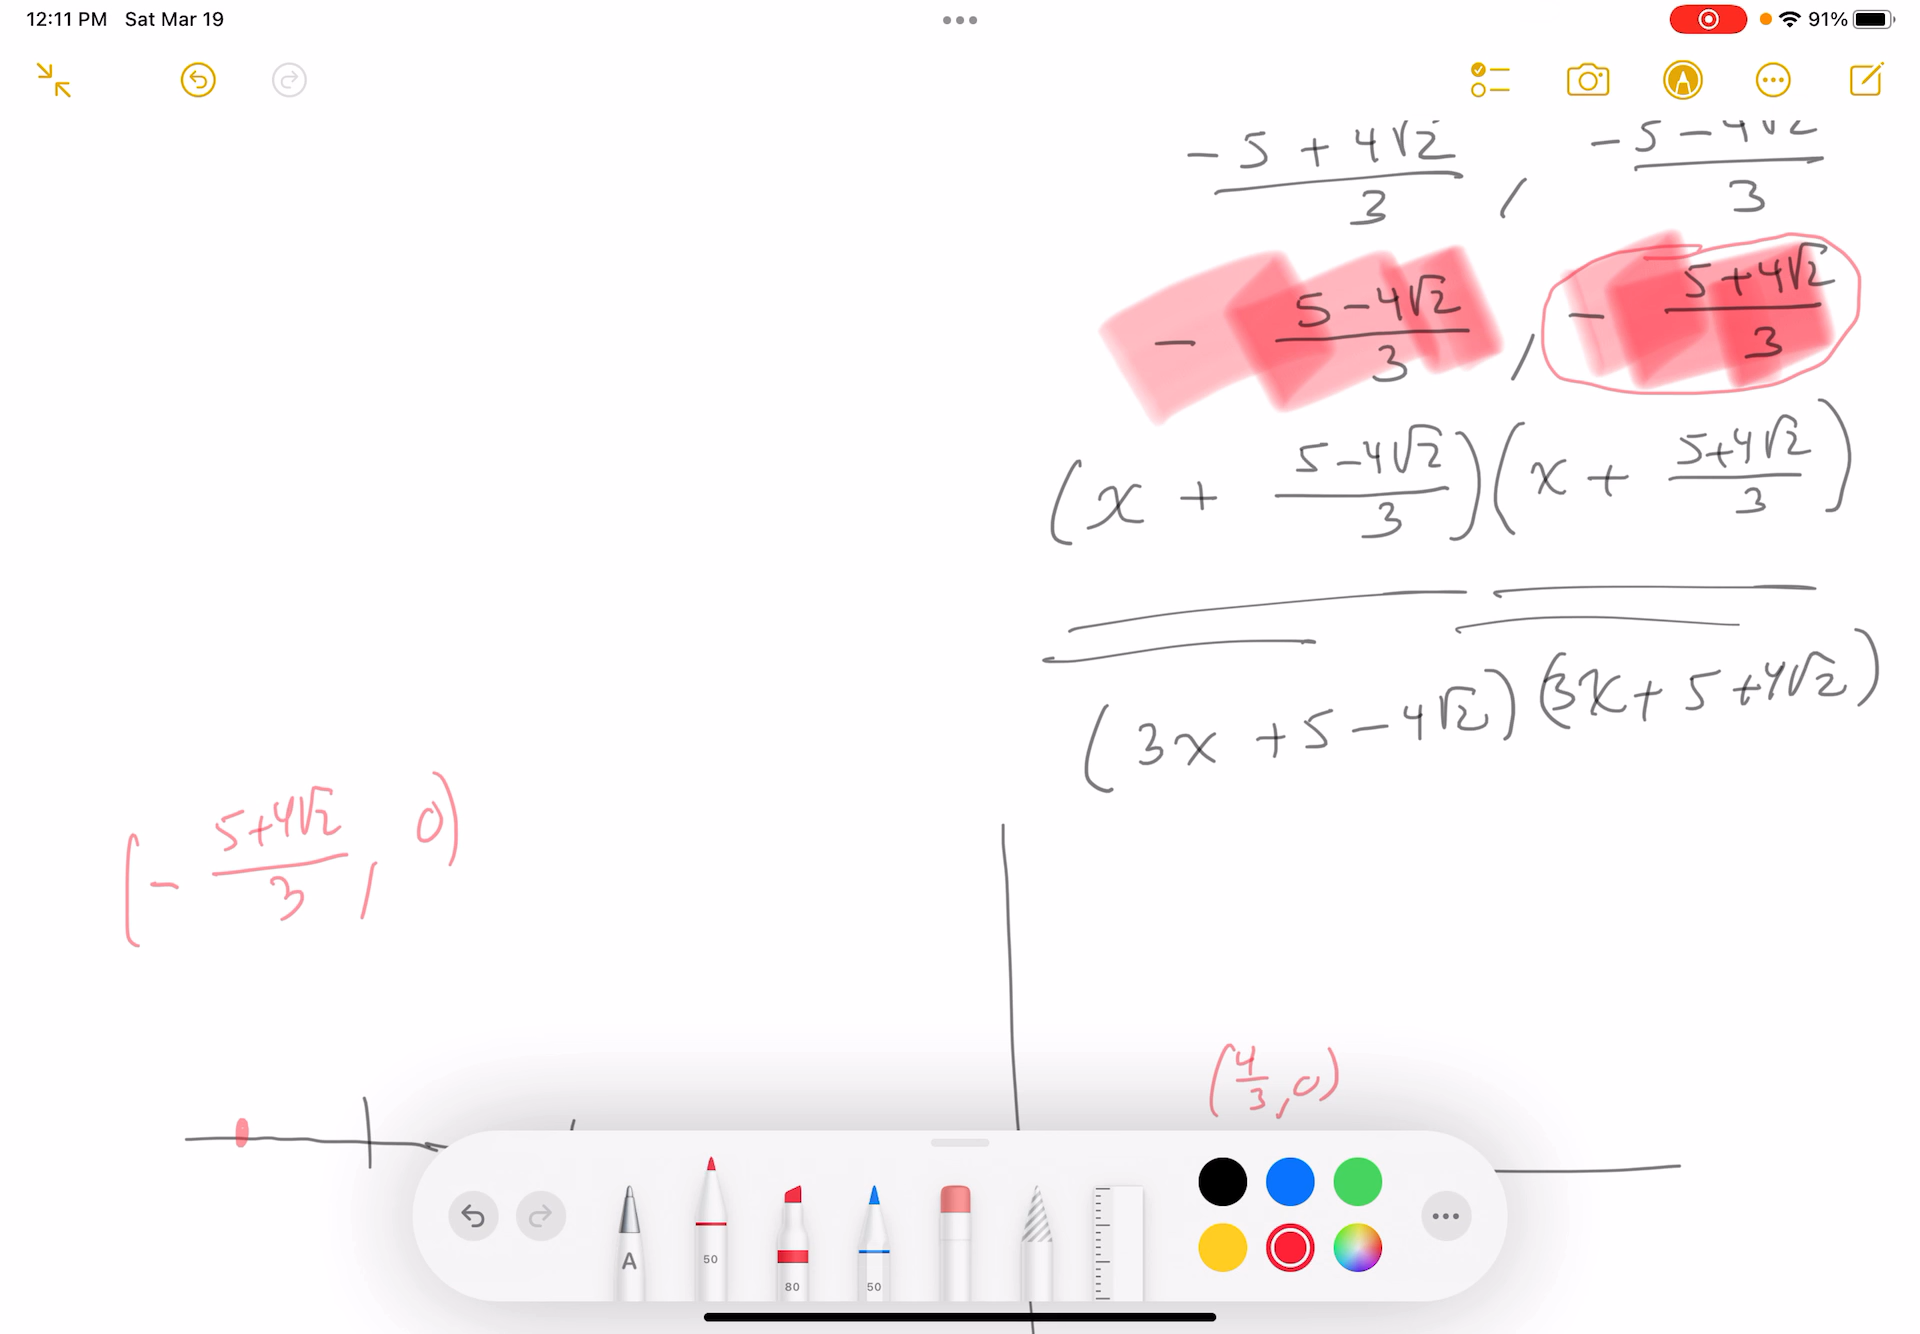 12:11 PM Sat Mar 19
91%
-5 + 4√2 / 3 , -5 - 4√2 / 3
- 5 - 4√2 / 3 , - 5 + 4√2 / 3
(x + 5 - 4√2 / 3)(x + 5 + 4√2 / 3)
(3x + 5 - 4√2)(3x + 5 + 4√2)
(- 5 + 4√2 / 3 , 0)
(4/3, 0)
A
50
80
50